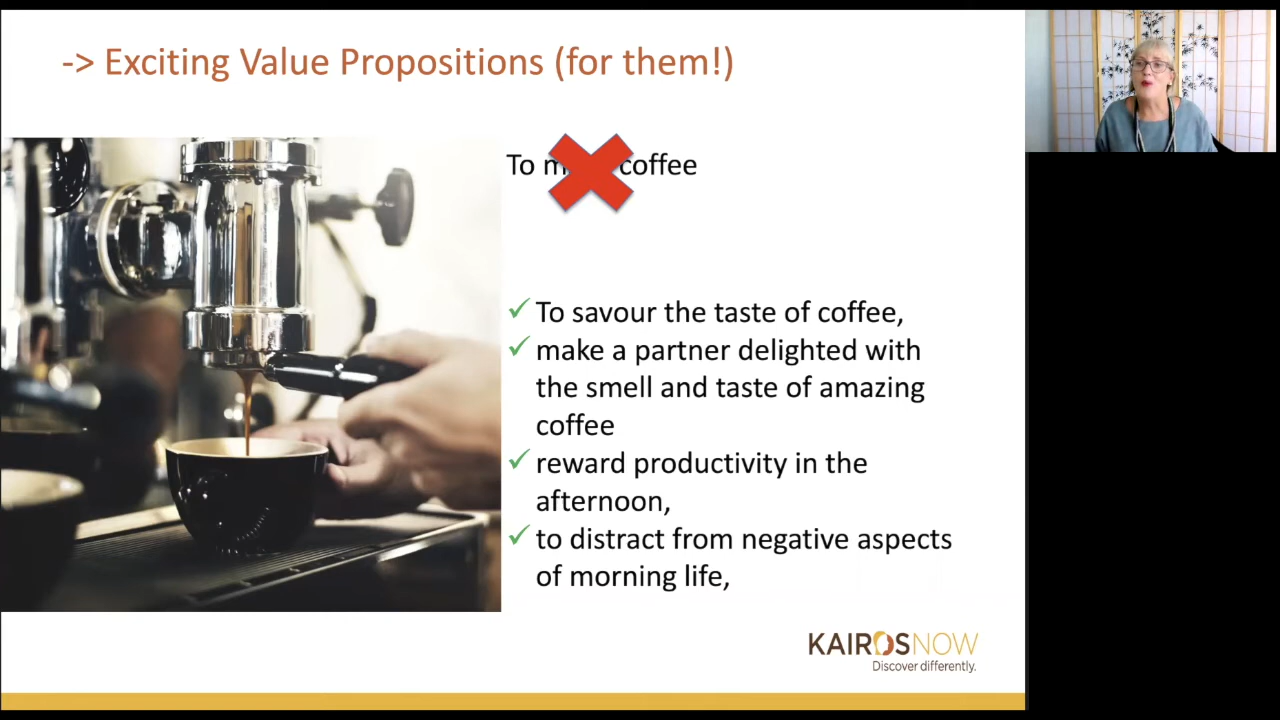 -> Exciting Value Propositions (for them!)
To coffee
To savour the taste of coffee,
make a partner delighted with
the smell and taste of amazing
coffee
reward productivity in the
afternoon,
to distract from negative aspects
of morning life,
KAIROSNOW
Discover differently.